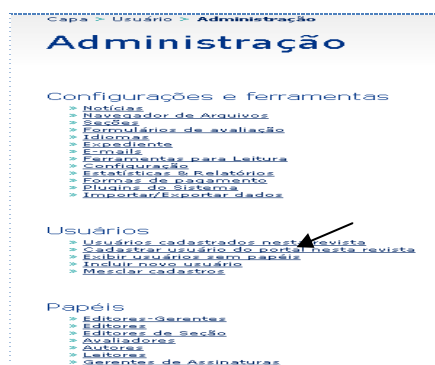 Capa > Usuário > Administração
Administração
Configurações e ferramentas
» Notícias
» Navegador de Arquivos
» Seções
» Formulários de avaliação
» Idiomas
» Expediente
» E-mails
» Ferramentas para Leitura
» Configuração
» Estatísticas & Relatórios
» Formas de pagamento
» Plugins do Sistema
» Importar/Exportar dados
Usuários
» Usuários cadastrados nesta revista
» Cadastrar usuário do portal nesta revista
» Exibir usuários sem papéis
» Incluir novo usuário
» Mesclar cadastros
Papéis
» Editores-Gerentes
» Editores
» Editores de Seção
» Avaliadores
» Autores
» Leitores
» Gerentes de Assinaturas